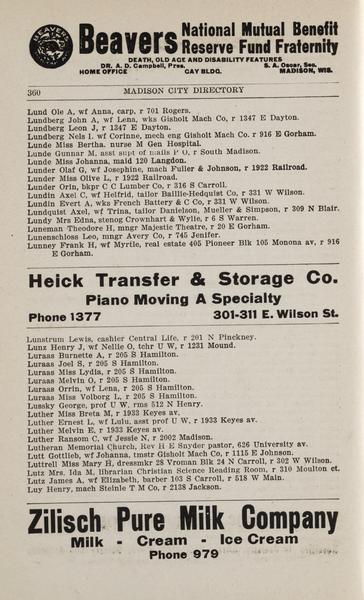 BEAVERS
Beavers National Mutual Benefit
Reserve Fund Fraternity
DEATH, OLD AGE AND DISABILITY FEATURES
DR. A. D. Campbell, Pres. S. A. Oscar, Sec.
HOME OFFICE GAY BLDG. MADISON, WIS.
360 MADISON CITY DIRECTORY
Lund Ole A, wf Anna, carp, r 701 Rogers.
Lundberg John A, wf Lena, wks Gisholt Mach Co, r 1347 E Dayton.
Lundberg Leon J, r 1347 E Dayton.
Lundberg Nels I. wf Corinne, mech eng Gisholt Mach Co. r 916 E Gorham.
Lunde Miss Bertha. nurse M Gen Hospital.
Lunde Gunnar M, asst supt of mails P O, r South Madison.
Lunde Miss Johanna, maid 120 Langdon.
Lunder Olaf G, wf Josephine, mach Fuller & Johnson, r 1922 Railroad.
Lunder Miss Olive L, r 1922 Railroad.
Lunder Orin, bkpr C C Lumber Co, r 316 S Carroll.
Lundin Axel C, wf Helfrid, tailor Baillie-Hedquist Co, r 331 W Wilson.
Lundin Evert A, wks French Battery & C Co, r 331 W Wilson.
Lundquist Axel, wf Trina, tailor Danielson, Mueller & Simpson, r 309 N Blair.
Lundy Mrs Edna, stenog Crownhart & Wylie, r 6 S Warren.
Luneman Theodore H, mngr Majestic Theatre, r 20 E Gorham.
Lunenschloss Leo, mngr Avery Co, r 745 Jenifer.
Lunney Frank H, wf Myrtle, real estate 405 Pioneer Blk 105 Monona av, r 916
E Gorham.
Heick Transfer & Storage Co.
Piano Moving A Specialty
Phone 1377 301-311 E. Wilson St.
Lunstrum Lewis, cashier Central Life, r 201 N Pinckney.
Lunz Henry J, wf Nellie O, tchr U W, r 1231 Mound.
Luraas Burnette A, r 205 S Hamilton.
Luraas Joel S, r 205 S Hamilton.
Luraas Miss Lydia, r 205 S Hamilton.
Luraas Melvin O, r 205 S Hamilton.
Luraas Orrin, wf Lena, r 205 S Hamilton.
Luraas Miss Volborg L, r 205 S Hamilton.
Lussky George, prof U W, rms 512 N Henry.
Luther Miss Breta M, r 1933 Keyes av.
Luther Ernest L, wf Lulu, asst prof U W, r 1933 Keyes av.
Luther Melvin E, r 1933 Keyes av.
Luther Ransom C, wf Jessie N, r 2002 Madison.
Lutheran Memorial Church, Rev H E Snyder pastor, 626 University av.
Lutt Gottlieb, wf Johanna, tmstr Gisholt Mach Co, r 1115 E Johnson.
Luttrell Miss Mary H, dressmkr 28 Vroman Blk 24 N Carroll, r 302 W Wilson.
Lutz Mrs. Ida M, librarian Christian Science Reading Room, r 310 Moulton ct.
Lutz James A, wf Elizabeth, barber 103 S Carroll, r 518 W Main.
Luy Henry, mach Steinle T M Co, r 2138 Jackson.
Zilisch Pure Milk Company
Milk - Cream - Ice Cream
Phone 979